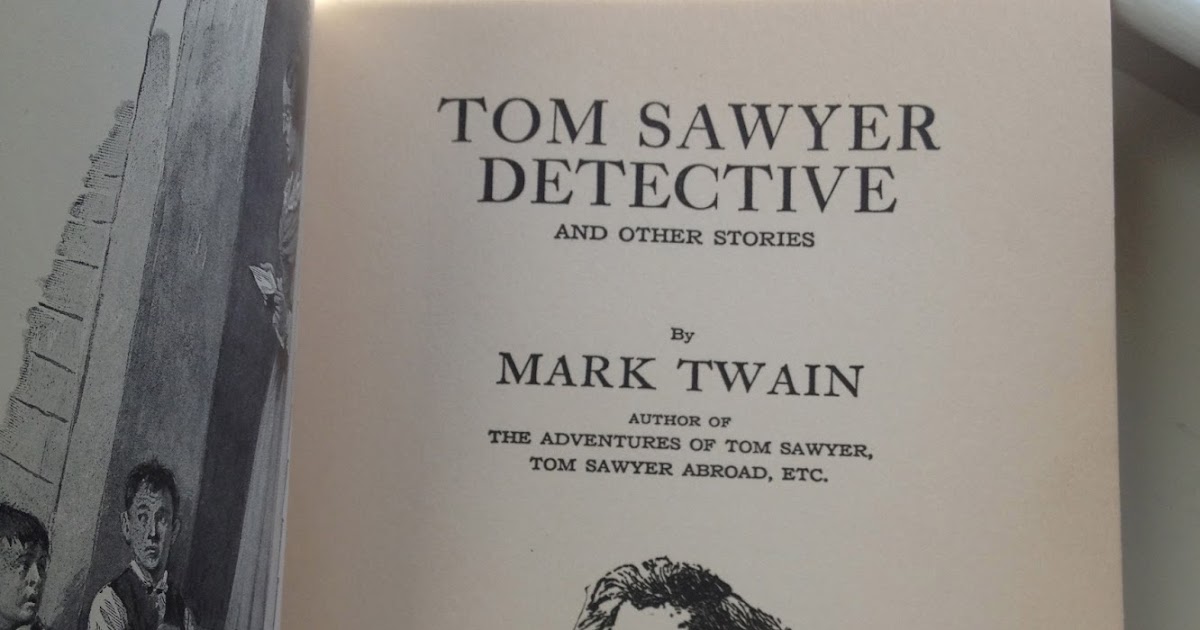 TOM SAWYER
DETECTIVE
AND OTHER STORIES
By
MARK TWAIN
AUTHOR OF
THE ADVENTURES OF TOM SAWYER,
TOM SAWYER ABROAD, ETC.